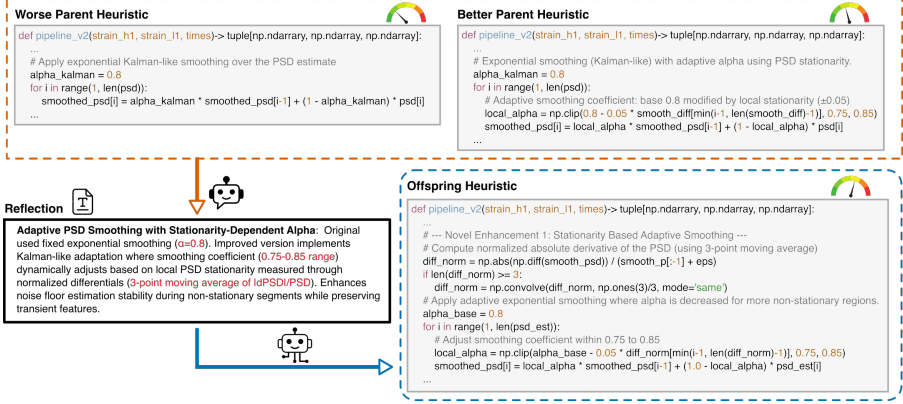 Worse Parent Heuristic
def pipeline_v2(strain_h1, strain_l1, times)-> tuple[np.ndarrary, np.ndarray, np.ndarray]:
...
# Apply exponential Kalman-like smoothing over the PSD estimate
alpha_kalman = 0.8
for i in range(1, len(psd)):
smoothed_psd[i] = alpha_kalman * smoothed_psd[i-1] + (1 - alpha_kalman) * psd[i]
...
Better Parent Heuristic
def pipeline_v2(strain_h1, strain_l1, times)-> tuple[np.ndarrary, np.ndarray, np.ndarray]:
...
# Exponential smoothing (Kalman-like) with adaptive alpha using PSD stationarity.
alpha_kalman = 0.8
for i in range(1, len(psd)):
# Adaptive smoothing coefficient: base 0.8 modified by local stationarity (±0.05)
local_alpha = np.clip(0.8 - 0.05 * smooth_diff[min(i-1, len(smooth_diff)-1)], 0.75, 0.85)
smoothed_psd[i] = local_alpha * smoothed_psd[i-1] + (1 - local_alpha) * psd[i]
...
Reflection
T
Adaptive PSD Smoothing with Stationarity-Dependent Alpha: Original
used fixed exponential smoothing (α=0.8). Improved version implements
Kalman-like adaptation where smoothing coefficient (0.75-0.85 range)
dynamically adjusts based on local PSD stationarity measured through
normalized differentials (3-point moving average of IdPSDI/PSD). Enhances
noise floor estimation stability during non-stationary segments while preserving
transient features.
Offspring Heuristic
def pipeline_v2(strain_h1, strain_l1, times)-> tuple[np.ndarrary, np.ndarray, np.ndarray]:
...
# --- Novel Enhancement 1: Stationarity Based Adaptive Smoothing ---
# Compute normalized absolute derivative of the PSD (using 3-point moving average)
diff_norm = np.abs(np.diff(smooth_psd)) / (smooth_p[:-1] + eps)
if len(diff_norm) >= 3:
diff_norm = np.convolve(diff_norm, np.ones(3)/3, mode='same')
# Apply adaptive exponential smoothing where alpha is decreased for more non-stationary regions.
alpha_base = 0.8
for i in range(1, len(psd_est)):
# Adjust smoothing coefficient within 0.75 to 0.85
local_alpha = np.clip(alpha_base - 0.05 * diff_norm[min(i-1, len(diff_norm)-1)], 0.75, 0.85)
smoothed_psd[i] = local_alpha * smoothed_psd[i-1] + (1.0 - local_alpha) * psd_est[i]
...